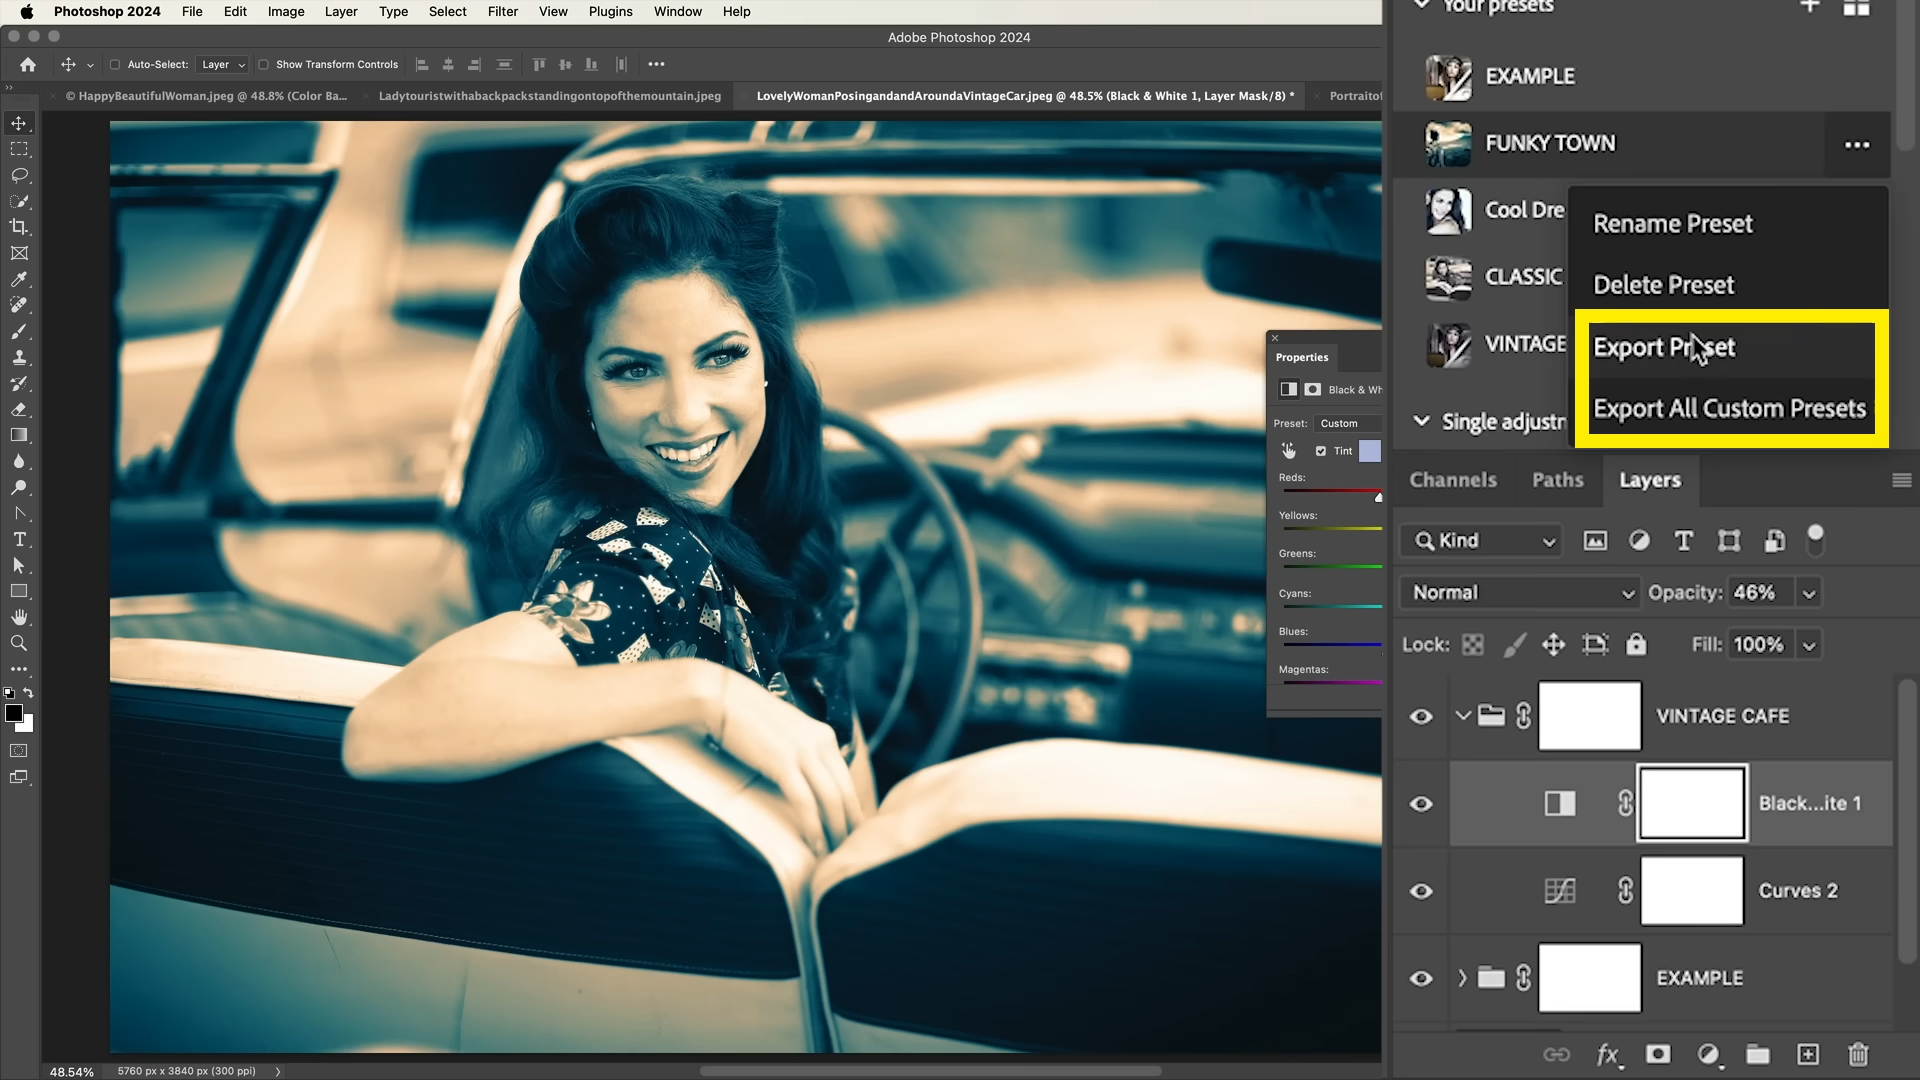 Photoshop 2024 File Edit Image Layer Type Select Filter View Plugins Window Help
Adobe Photoshop 2024
Auto-Select: Layer Show Transform Controls
© HappyBeautifulWoman.jpeg @ 48.8% (Color Ba... Ladytouristwithabackpackstandingontopofthemountain.jpeg LovelyWomanPosingandandAroundaVintageCar.jpeg @ 48.5% (Black & White 1, Layer Mask/8) * Portraitof
Properties
Black & Wh
Preset: Custom
Tint
Reds:
Yellows:
Greens:
Cyans:
Blues:
Magentas:
48.54% 5760 px x 3840 px (300 ppi)
Your presets
EXAMPLE
FUNKY TOWN
Cool Dre
CLASSIC
VINTAGE
Rename Preset
Delete Preset
Export Preset
Export All Custom Presets
Single adjustm
Channels Paths Layers
Kind
Normal Opacity: 46%
Lock: Fill: 100%
VINTAGE CAFE
Black...ite 1
Curves 2
EXAMPLE
fx